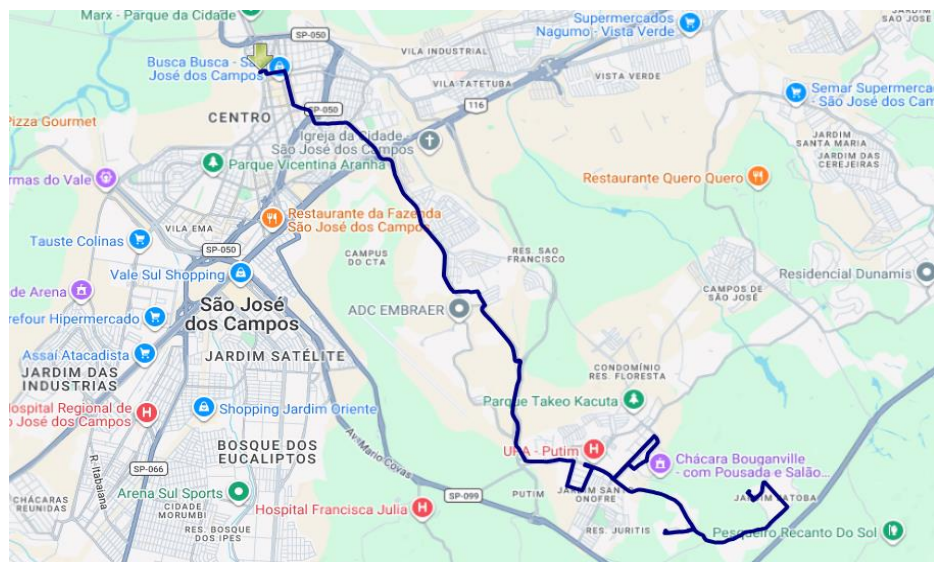 Marx - Parque da Cidade
SP-050
Supermercados
Nagumo - Vista Verde
VILA INDUSTRIAL
Busca Busca - São
José dos Campos
VILA TATETUBA
VISTA VERDE
116
Semar Supermerca
- São José dos Cam
SP-050
CENTRO
Pizza Gourmet
Igreja da Cidade -
São José dos Campos
JARDIM
SANTA MARIA
JARDIM DAS
CEREJEIRAS
Parque Vicentina Aranha
Restaurante Quero Quero
rmas do Vale
Restaurante da Fazenda
São José dos Campos
VILA EMA
Tauste Colinas
SP-050
CAMPUS
DO CTA
RES. SAO
FRANCISCO
Vale Sul Shopping
Residencial Dunamis
de Arena
São José
dos Campos
CAMPOS DE
SÃO JOSÉ
ADC EMBRAER
refour Hipermercado
Assaí Atacadista
JARDIM SATÉLITE
JARDIM DAS
INDUSTRIAS
CONDOMÍNIO
RES. FLORESTA
Parque Takeo Kacuta
Hospital Regional de
o José dos Campos
Shopping Jardim Oriente
Av. Mario Covas
BOSQUE DOS
EUCALIPTOS
UPA - Putim
Chácara Bouganville
- com Pousada e Salão...
R. Itabaiana
SP-066
Arena Sul Sports
CIDADE
MORUMBI
SP-099
PUTIM
JARDIM SANTO
ONOFRE
JARDIM JATOBA
CHÁCARAS
REUNIDAS
Hospital Francisca Julia
RES. BOSQUE
DOS IPES
RES. JURITIS
Pesqueiro Recanto Do Sol